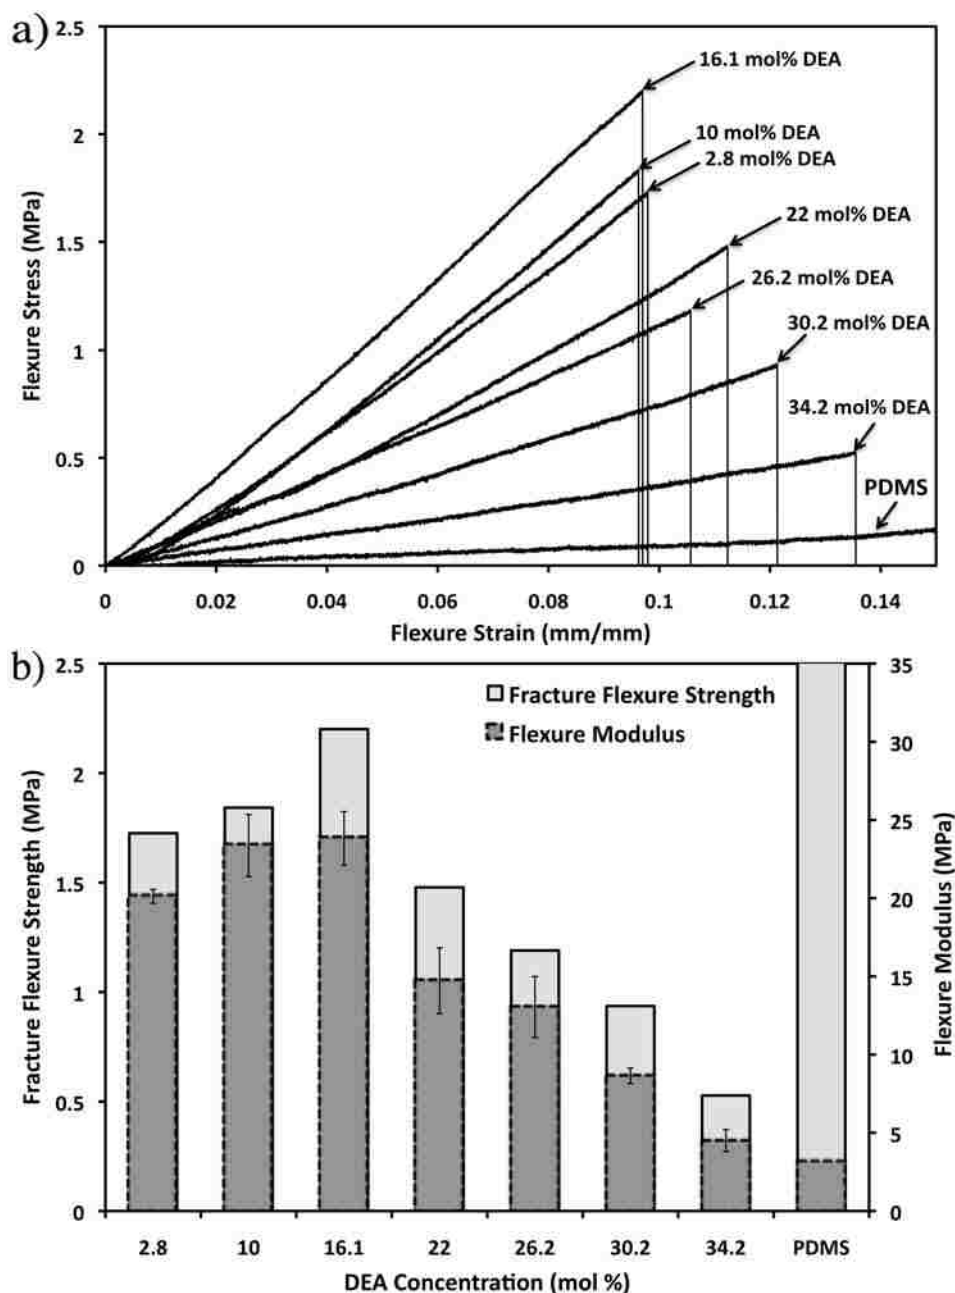 a)
2.5
2
1.5
1
0.5
0
Flexure Stress (MPa)
16.1 mol% DEA
10 mol% DEA
2.8 mol% DEA
22 mol% DEA
26.2 mol% DEA
30.2 mol% DEA
34.2 mol% DEA
PDMS
0 0.02 0.04 0.06 0.08 0.1 0.12 0.14
Flexure Strain (mm/mm)
b)
2.5
2
1.5
1
0.5
0
Fracture Flexure Strength (MPa)
Fracture Flexure Strength
Flexure Modulus
35
30
25
20
15
10
5
0
Flexure Modulus (MPa)
2.8 10 16.1 22 26.2 30.2 34.2 PDMS
DEA Concentration (mol %)